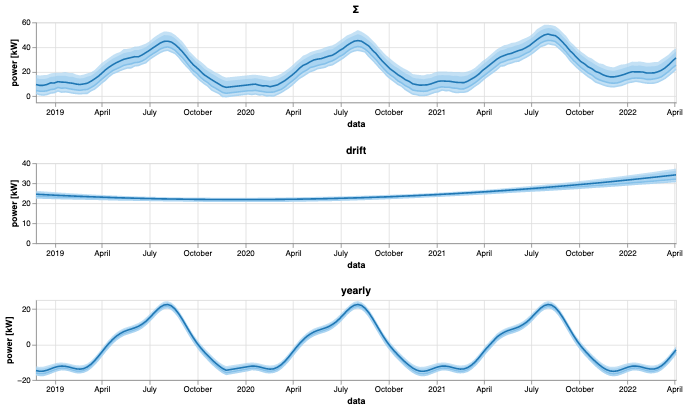 Σ
60
40
20
0
power [kW]
2019 April July October 2020 April July October 2021 April July October 2022 April
data
drift
40
30
20
10
0
power [kW]
2019 April July October 2020 April July October 2021 April July October 2022 April
data
yearly
20
0
−20
power [kW]
2019 April July October 2020 April July October 2021 April July October 2022 April
data